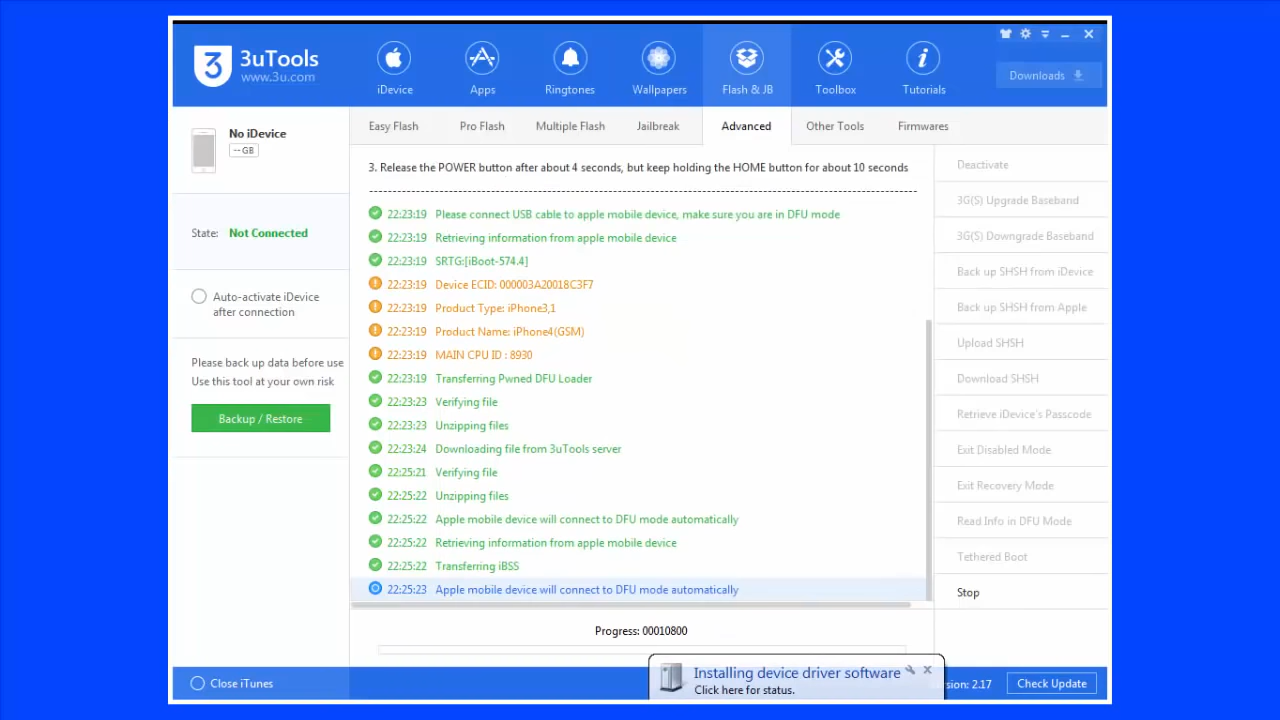 3 3uTools
www.3u.com
iDevice Apps Ringtones Wallpapers Flash & JB Toolbox Tutorials
Downloads
Easy Flash Pro Flash Multiple Flash Jailbreak Advanced Other Tools Firmwares
No iDevice
-- GB
State: Not Connected
Auto-activate iDevice
after connection
Please back up data before use
Use this tool at your own risk
Backup / Restore
3. Release the POWER button after about 4 seconds, but keep holding the HOME button for about 10 seconds
--------------------------------------------------------------------------------
22:23:19 Please connect USB cable to apple mobile device, make sure you are in DFU mode
22:23:19 Retrieving information from apple mobile device
22:23:19 SRTG:[iBoot-574.4]
22:23:19 Device ECID: 000003A20018C3F7
22:23:19 Product Type: iPhone3,1
22:23:19 Product Name: iPhone4(GSM)
22:23:19 MAIN CPU ID : 8930
22:23:19 Transferring Pwned DFU Loader
22:23:23 Verifying file
22:23:23 Unzipping files
22:23:24 Downloading file from 3uTools server
22:25:21 Verifying file
22:25:22 Unzipping files
22:25:22 Apple mobile device will connect to DFU mode automatically
22:25:22 Retrieving information from apple mobile device
22:25:22 Transferring iBSS
22:25:23 Apple mobile device will connect to DFU mode automatically
Progress: 00010800
Deactivate
3G(S) Upgrade Baseband
3G(S) Downgrade Baseband
Back up SHSH from iDevice
Back up SHSH from Apple
Upload SHSH
Download SHSH
Retrieve iDevice's Passcode
Exit Disabled Mode
Exit Recovery Mode
Read Info in DFU Mode
Tethered Boot
Stop
Installing device driver software
Click here for status.
Close iTunes
sion: 2.17
Check Update